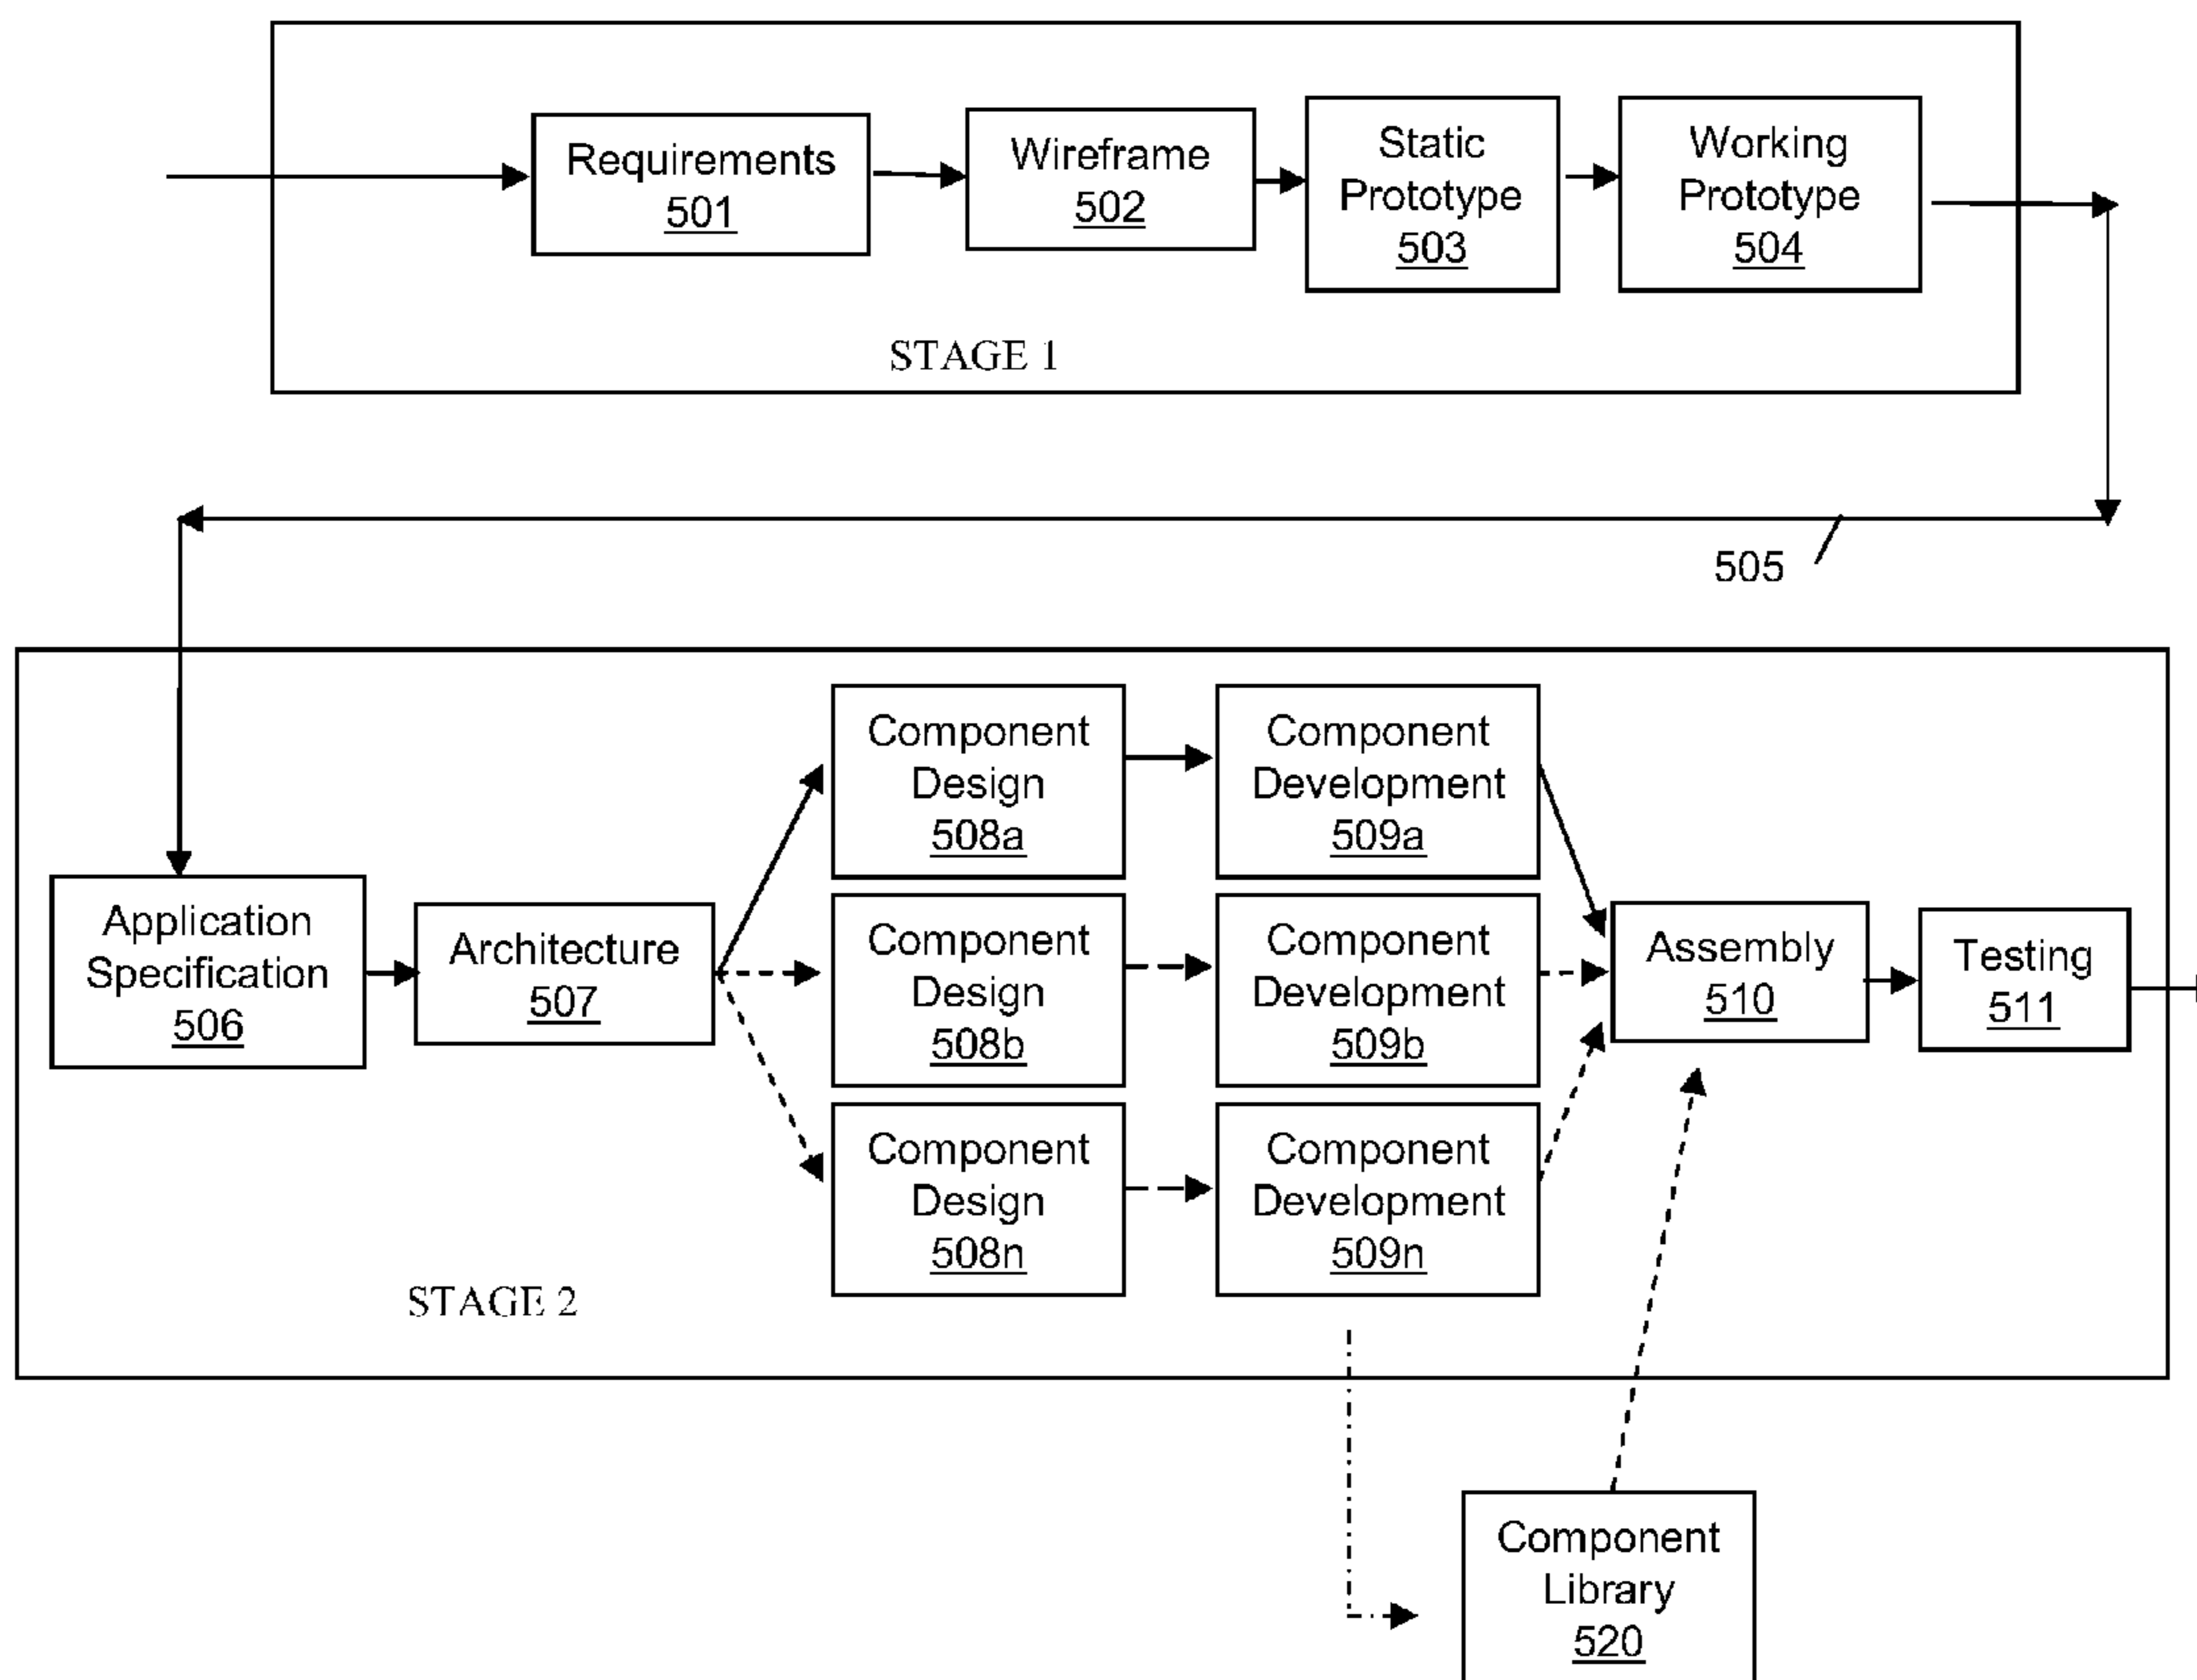 Requirements
501
Wireframe
502
Static
Prototype
503
Working
Prototype
504
STAGE 1
505
Application
Specification
506
Architecture
507
Component
Design
508a
Component
Development
509a
Component
Design
508b
Component
Development
509b
Component
Design
508n
Component
Development
509n
Assembly
510
Testing
511
STAGE 2
Component
Library
520